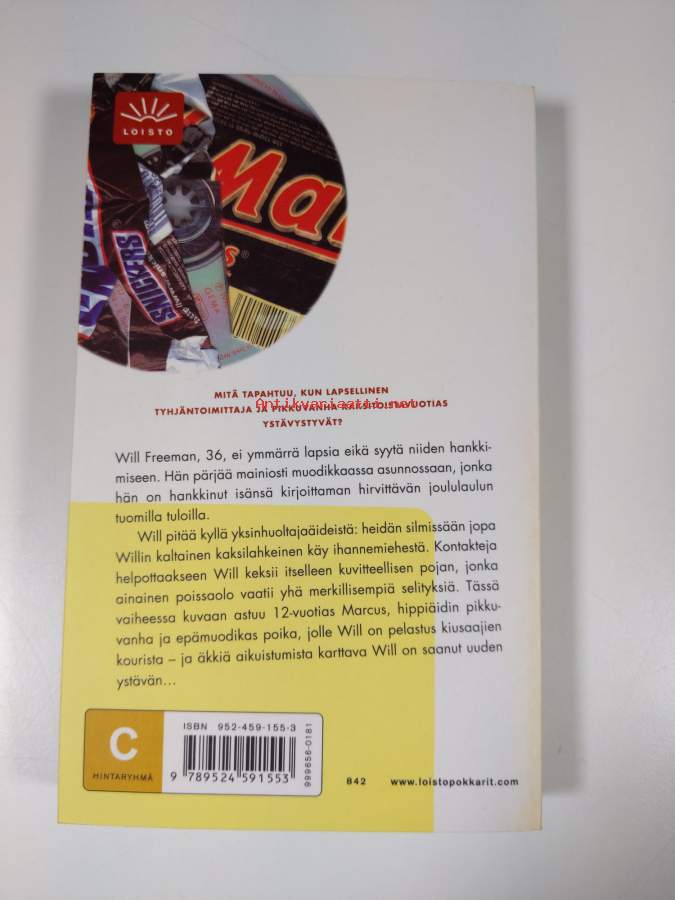 LOISTO
Mar
SNICKERS
GEMA
MITÄ TAPAHTUU, KUN LAPSELLINEN
Antikvariaatti.net
TYHJÄNTOIMITTAJA JA PIKKUVANHA KAKSITOISTAVUOTIAS
YSTÄVYSTYVÄT?
Will Freeman, 36, ei ymmärrä lapsia eikä syytä niiden hankki-
miseen. Hän pärjää mainiosti muodikkaassa asunnossaan, jonka
hän on hankkinut isänsä kirjoittaman hirvittävän joululaulun
tuomilla tuloilla.
Will pitää kyllä yksinhuoltajaäideistä: heidän silmissään jopa
Willin kaltainen kaksilahkeinen käy ihannemiehestä. Kontakteja
helpottaakseen Will keksii itselleen kuvitteellisen pojan, jonka
ainainen poissaolo vaatii yhä merkillisempiä selityksiä. Tässä
vaiheessa kuvaan astuu 12-vuotias Marcus, hippiäidin pikku-
vanha ja epämuodikas poika, jolle Will on pelastus kiusaajien
kourista – ja äkkiä aikuistumista karttava Will on saanut uuden
ystävän...
C
HINTARYHMÄ
ISBN 952-459-155-3
9 789524 591553
999656-0181
842
www.loistopokkarit.com